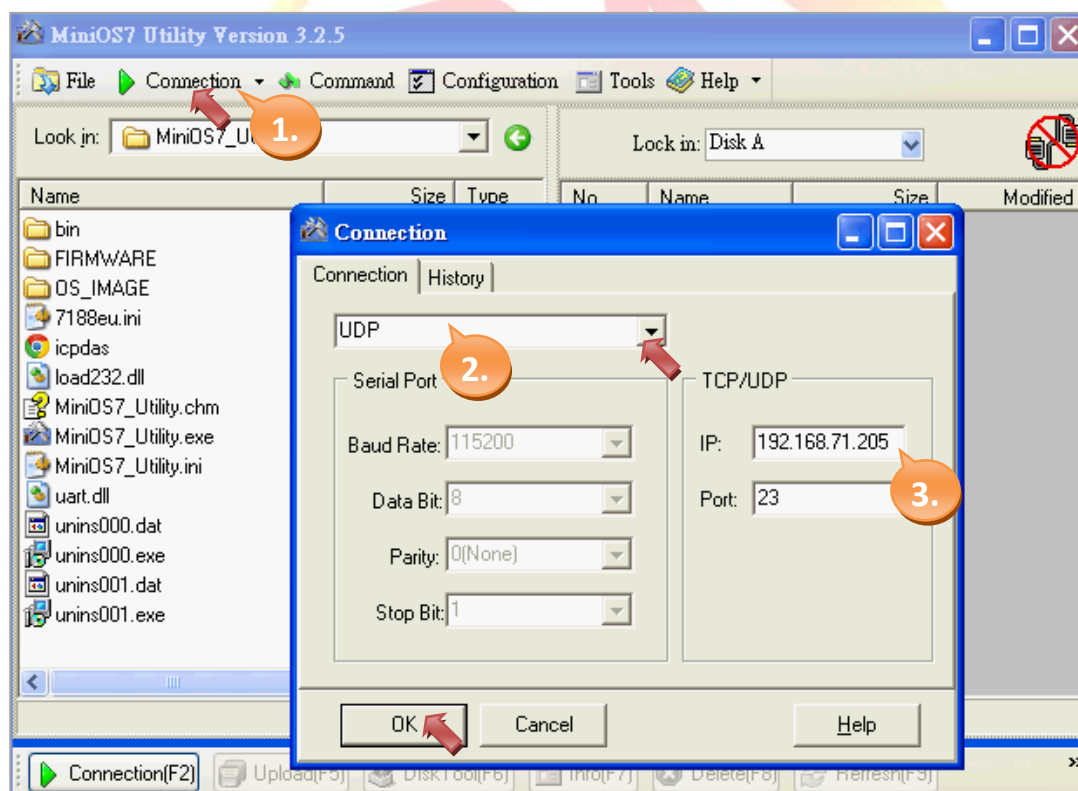 MiniOS7 Utility Version 3.2.5
File Connection Command Configuration Tools Help
1.
Look in: MiniOS7_U
Lock in: Disk A
Name Size Type
No Name Size Modified
bin
FIRMWARE
OS_IMAGE
7188eu.ini
icpdas
load232.dll
MiniOS7_Utility.chm
MiniOS7_Utility.exe
MiniOS7_Utility.ini
uart.dll
unins000.dat
unins000.exe
unins001.dat
unins001.exe
Connection
Connection History
UDP
2.
Serial Port
Baud Rate: 115200
Data Bit: 8
Parity: 0(None)
Stop Bit: 1
TCP/UDP
IP: 192.168.71.205
Port: 23
3.
OK Cancel Help
Connection(F2) Upload(F5) DiskTool(F6) Info(F7) Delete(F8) Refresh(F9) »